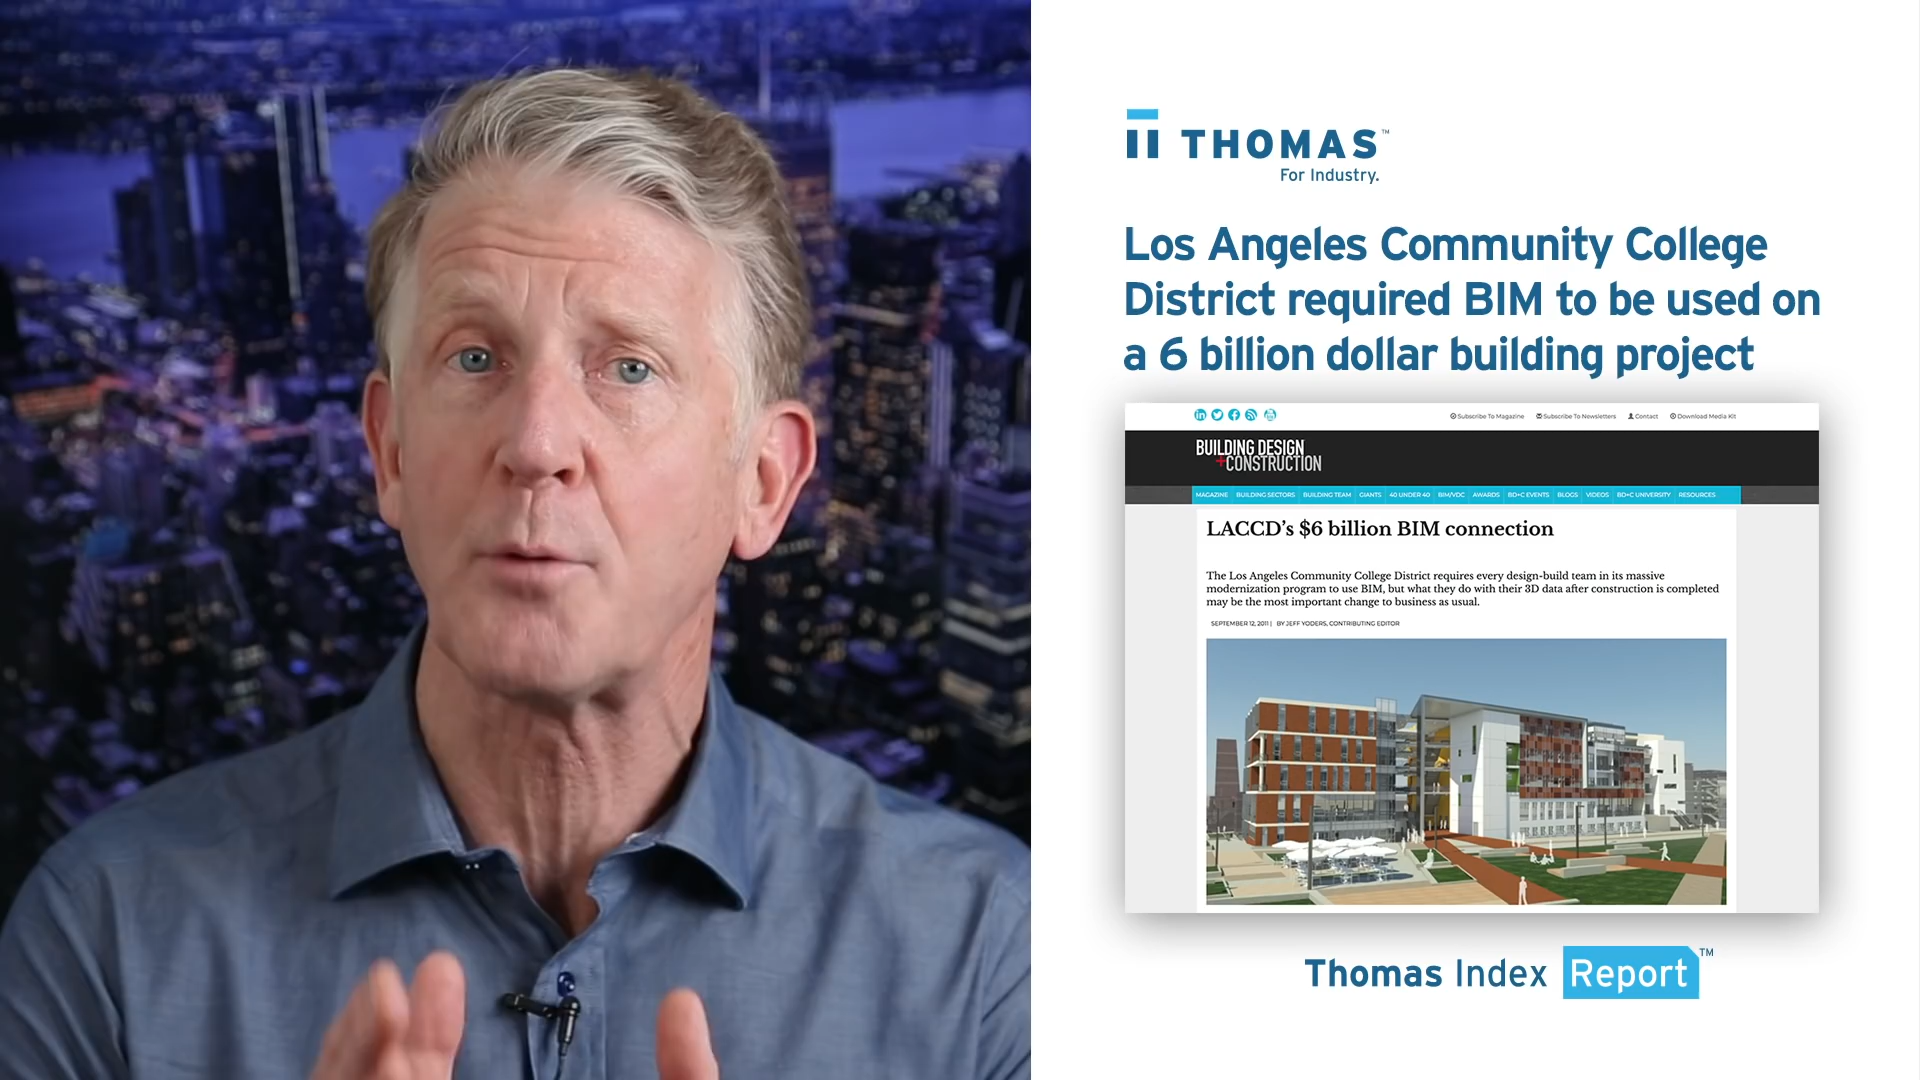 THOMAS™
For Industry.
Los Angeles Community College
District required BIM to be used on
a 6 billion dollar building project
Subscribe To Magazine Subscribe To Newsletters Contact Download Media Kit
BUILDING DESIGN
+CONSTRUCTION
MAGAZINE BUILDING SECTORS BUILDING TEAM GIANTS 40 UNDER 40 BIM/VDC AWARDS BD+C EVENTS BLOGS VIDEOS BD+C UNIVERSITY RESOURCES
LACCD’s $6 billion BIM connection
The Los Angeles Community College District requires every design-build team in its massive
modernization program to use BIM, but what they do with their 3D data after construction is completed
may be the most important change to business as usual.
SEPTEMBER 12, 2011 | BY JEFF YODERS, CONTRIBUTING EDITOR
Thomas Index Report™